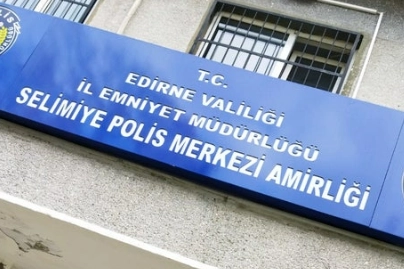 T.C.
EDİRNE VALİLİĞİ
İL EMNİYET MÜDÜRLÜĞÜ
SELİMİYE POLİS MERKEZİ AMİRLİĞİ